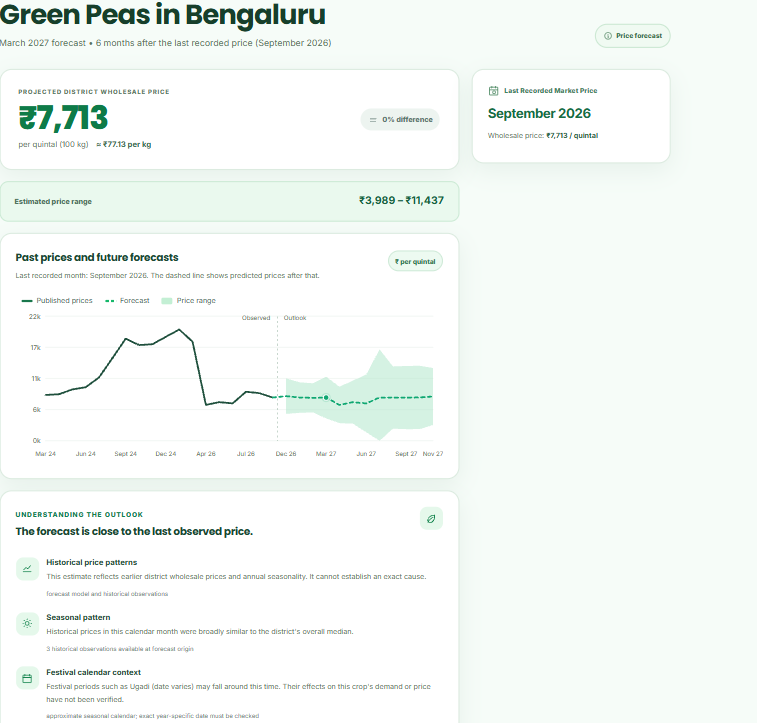 Green Peas in Bengaluru
March 2027 forecast • 6 months after the last recorded price (September 2026)
Price forecast
PROJECTED DISTRICT WHOLESALE PRICE
₹7,713
0% difference
per quintal (100 kg) ≈ ₹77.13 per kg
Last Recorded Market Price
September 2026
Wholesale price: ₹7,713 / quintal
Estimated price range
₹3,989 – ₹11,437
Past prices and future forecasts
₹ per quintal
Last recorded month: September 2026. The dashed line shows predicted prices after that.
Published prices Forecast Price range
Observed Outlook
22k
17k
11k
6k
0k
Mar 24 Jun 24 Sept 24 Dec 24 Apr 26 Jul 26 Dec 26 Mar 27 Jun 27 Sept 27 Nov 27
UNDERSTANDING THE OUTLOOK
The forecast is close to the last observed price.
Historical price patterns
This estimate reflects earlier district wholesale prices and annual seasonality. It cannot establish an exact cause.
forecast model and historical observations
Seasonal pattern
Historical prices in this calendar month were broadly similar to the district's overall median.
3 historical observations available at forecast origin
Festival calendar context
Festival periods such as Ugadi (date varies) may fall around this time. Their effects on this crop's demand or price
have not been verified.
approximate seasonal calendar; exact year-specific date must be checked